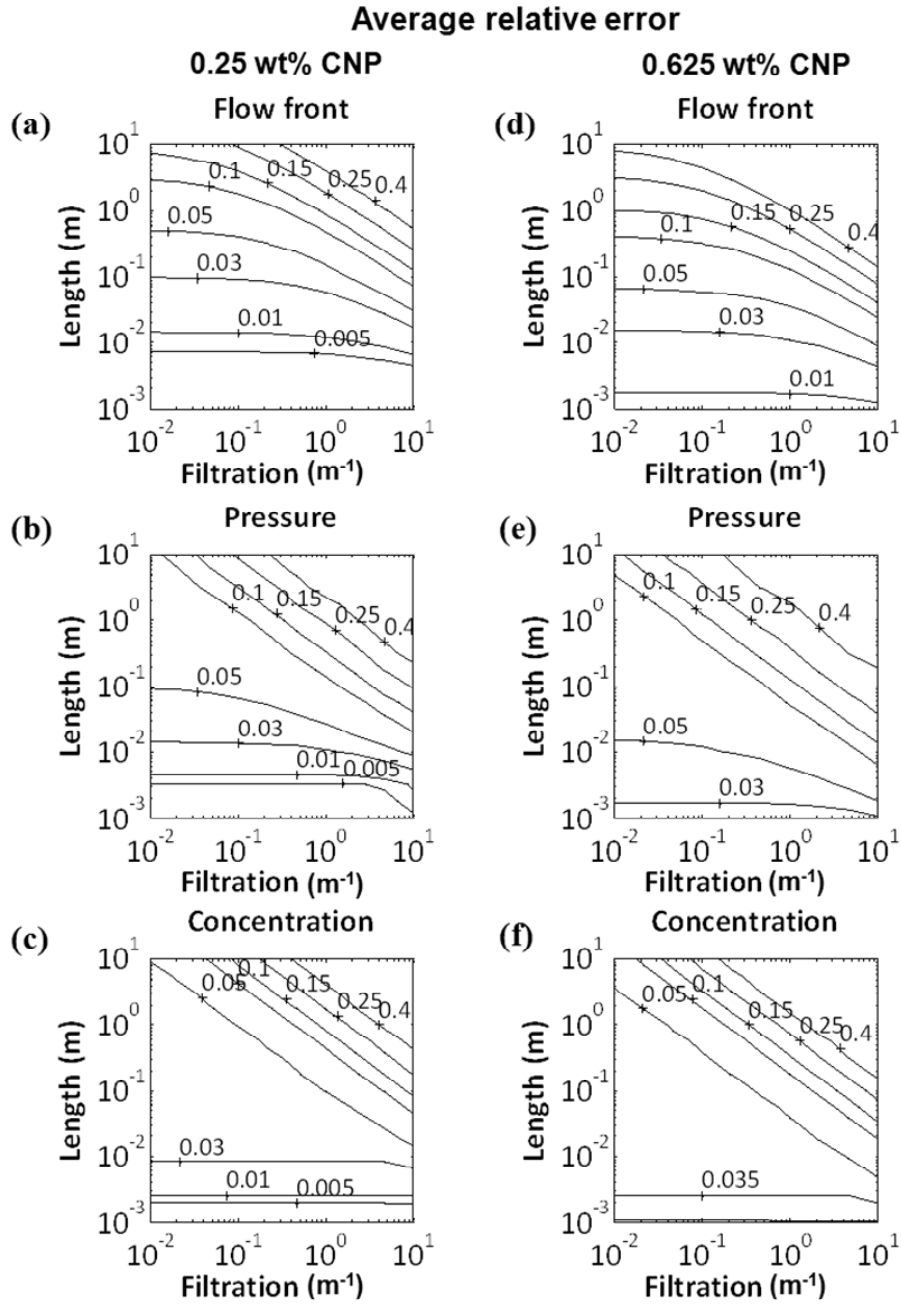 Average relative error
0.25 wt% CNP
0.625 wt% CNP
(a)
Flow front
Length (m)
10¹
10⁰
10⁻¹
10⁻²
10⁻³
0.1
0.15
0.25
0.4
0.05
0.03
0.01
0.005
10⁻² 10⁻¹ 10⁰ 10¹
Filtration (m⁻¹)
(d)
Flow front
Length (m)
10¹
10⁰
10⁻¹
10⁻²
10⁻³
0.1
0.15
0.25
0.4
0.05
0.03
0.01
10⁻² 10⁻¹ 10⁰ 10¹
Filtration (m⁻¹)
(b)
Pressure
Length (m)
10¹
10⁰
10⁻¹
10⁻²
10⁻³
0.1
0.15
0.25
0.4
0.05
0.03
0.01
0.005
10⁻² 10⁻¹ 10⁰ 10¹
Filtration (m⁻¹)
(e)
Pressure
Length (m)
10¹
10⁰
10⁻¹
10⁻²
10⁻³
0.1
0.15
0.25
0.4
0.05
0.03
10⁻² 10⁻¹ 10⁰ 10¹
Filtration (m⁻¹)
(c)
Concentration
Length (m)
10¹
10⁰
10⁻¹
10⁻²
10⁻³
0.05
0.1
0.15
0.25
0.4
0.03
0.01
0.005
10⁻² 10⁻¹ 10⁰ 10¹
Filtration (m⁻¹)
(f)
Concentration
Length (m)
10¹
10⁰
10⁻¹
10⁻²
10⁻³
0.05
0.1
0.15
0.25
0.4
0.035
10⁻² 10⁻¹ 10⁰ 10¹
Filtration (m⁻¹)